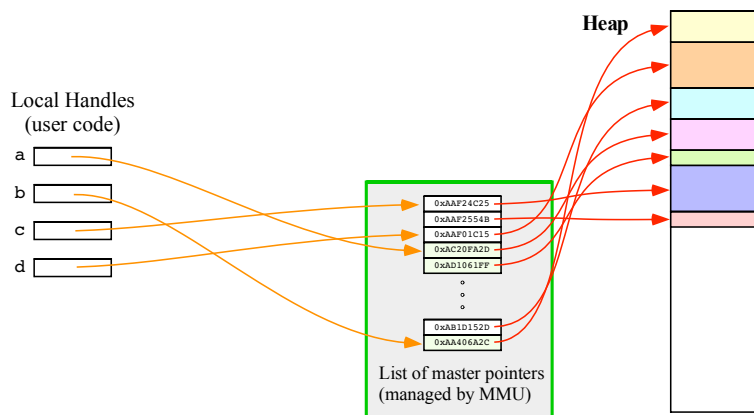 Heap
Local Handles
(user code)
a
b
c
d
0xAAF24C25
0xAAF2554B
0xAAF01C15
0xAC20FA2D
0xAD1061FF
0xAB1D152D
0xAA406A2C
List of master pointers
(managed by MMU)